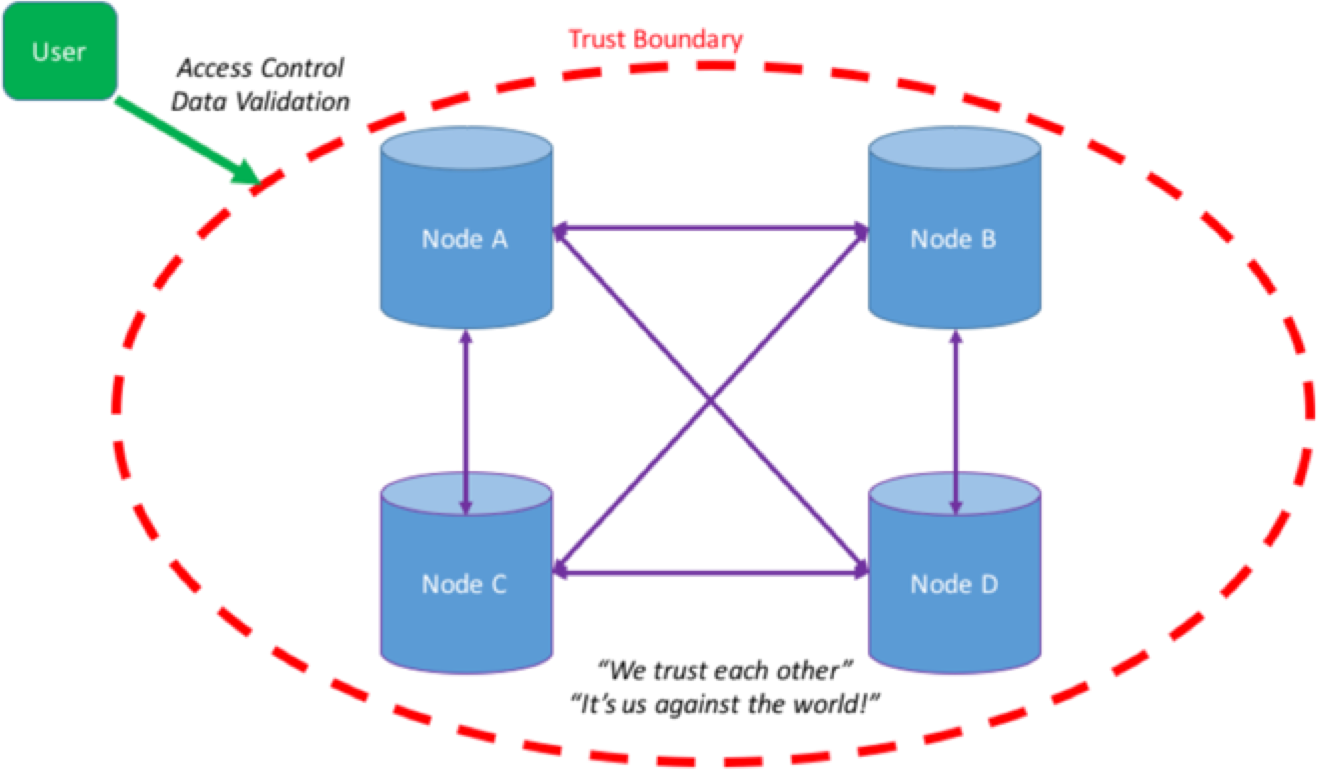 User
Access Control
Data Validation
Trust Boundary
Node A
Node B
Node C
Node D
“We trust each other”
“It’s us against the world!”